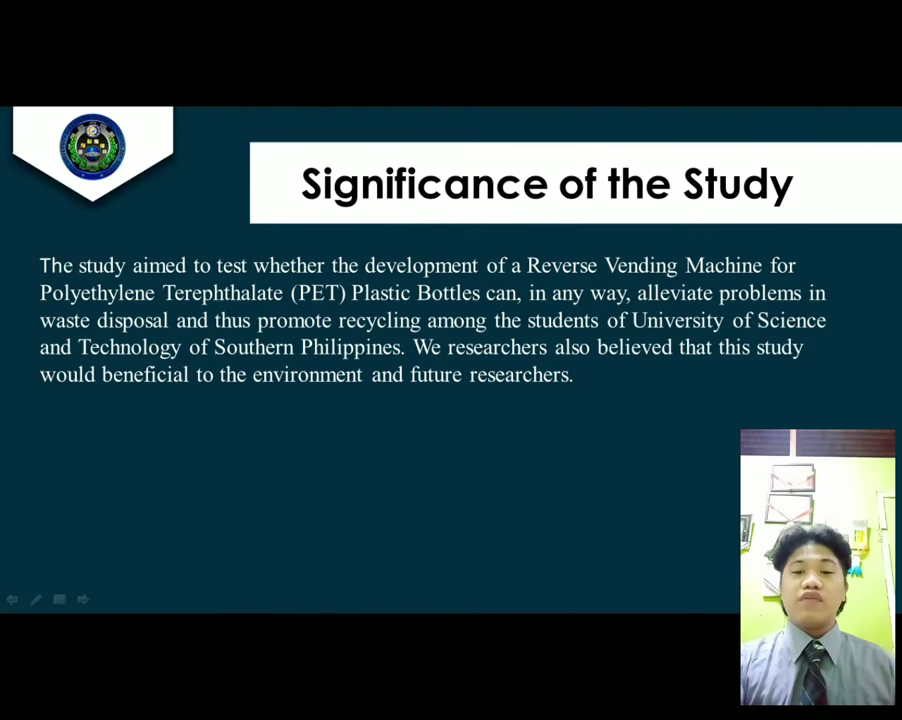 Significance of the Study
The study aimed to test whether the development of a Reverse Vending Machine for
Polyethylene Terephthalate (PET) Plastic Bottles can, in any way, alleviate problems in
waste disposal and thus promote recycling among the students of University of Science
and Technology of Southern Philippines. We researchers also believed that this study
would beneficial to the environment and future researchers.